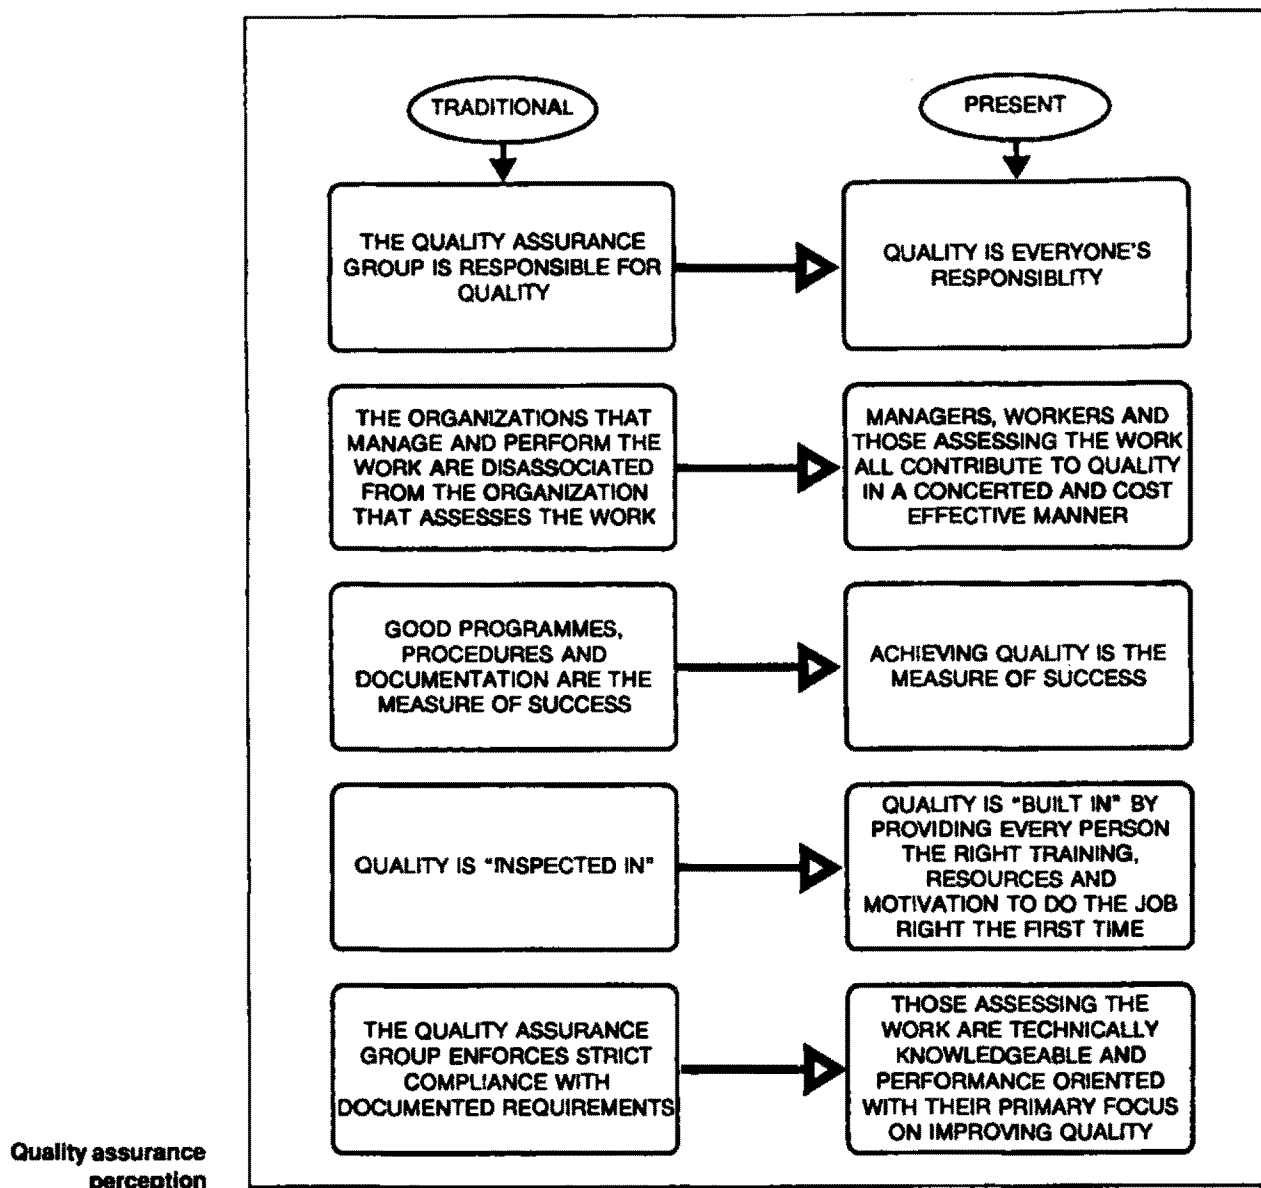 TRADITIONAL
PRESENT
THE QUALITY ASSURANCE
GROUP IS RESPONSIBLE FOR
QUALITY
QUALITY IS EVERYONE'S
RESPONSIBLITY
THE ORGANIZATIONS THAT
MANAGE AND PERFORM THE
WORK ARE DISASSOCIATED
FROM THE ORGANIZATION
THAT ASSESSES THE WORK
MANAGERS, WORKERS AND
THOSE ASSESSING THE WORK
ALL CONTRIBUTE TO QUALITY
IN A CONCERTED AND COST
EFFECTIVE MANNER
GOOD PROGRAMMES,
PROCEDURES AND
DOCUMENTATION ARE THE
MEASURE OF SUCCESS
ACHIEVING QUALITY IS THE
MEASURE OF SUCCESS
QUALITY IS "INSPECTED IN"
QUALITY IS "BUILT IN" BY
PROVIDING EVERY PERSON
THE RIGHT TRAINING,
RESOURCES AND
MOTIVATION TO DO THE JOB
RIGHT THE FIRST TIME
THE QUALITY ASSURANCE
GROUP ENFORCES STRICT
COMPLIANCE WITH
DOCUMENTED REQUIREMENTS
THOSE ASSESSING THE
WORK ARE TECHNICALLY
KNOWLEDGEABLE AND
PERFORMANCE ORIENTED
WITH THEIR PRIMARY FOCUS
ON IMPROVING QUALITY
Quality assurance
perception